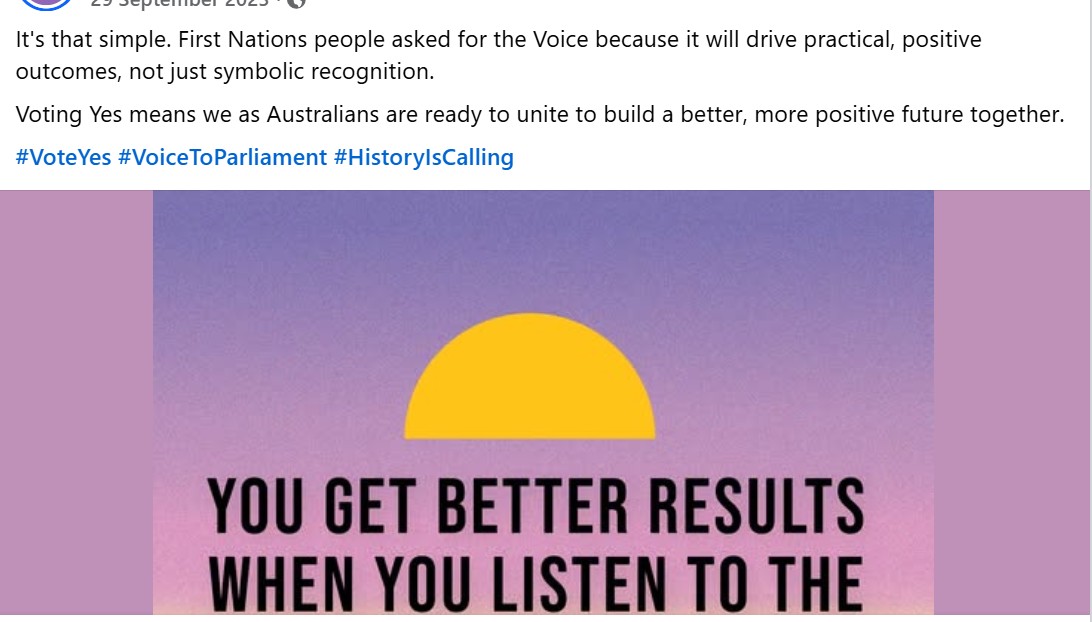 29 September 2023 ·
It's that simple. First Nations people asked for the Voice because it will drive practical, positive
outcomes, not just symbolic recognition.
Voting Yes means we as Australians are ready to unite to build a better, more positive future together.
#VoteYes #VoiceToParliament #HistoryIsCalling
YOU GET BETTER RESULTS
WHEN YOU LISTEN TO THE